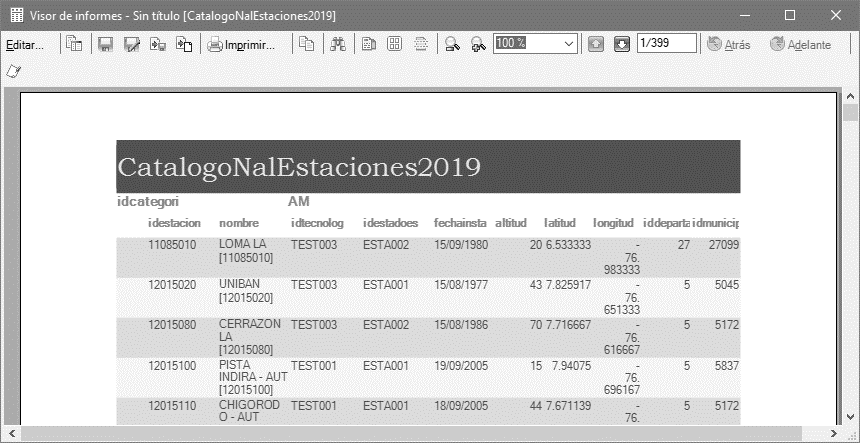 Visor de informes - Sin título [CatalogoNalEstaciones2019]
Editar... Imprimir... 100 % 1/399 Atrás Adelante
CatalogoNalEstaciones2019
idcategori AM
idestacion nombre idtecnolog idestadoes fechainsta altitud latitud longitud iddeparta idmunicip
11085010 LOMA LA TEST003 ESTA002 15/09/1980 20 6.533333 - 27 27099
[11085010] 76.
983333
12015020 UNIBAN TEST003 ESTA001 15/08/1977 43 7.825917 - 5 5045
[12015020] 76.
651333
12015080 CERRAZON TEST003 ESTA002 15/08/1986 70 7.716667 - 5 5172
LA 76.
[12015080] 616667
12015100 PISTA TEST001 ESTA001 19/09/2005 15 7.94075 - 5 5837
INDIRA - AUT 76.
[12015100] 696167
12015110 CHIGOROD TEST001 ESTA001 18/09/2005 44 7.671139 - 5 5172
O - AUT 76.